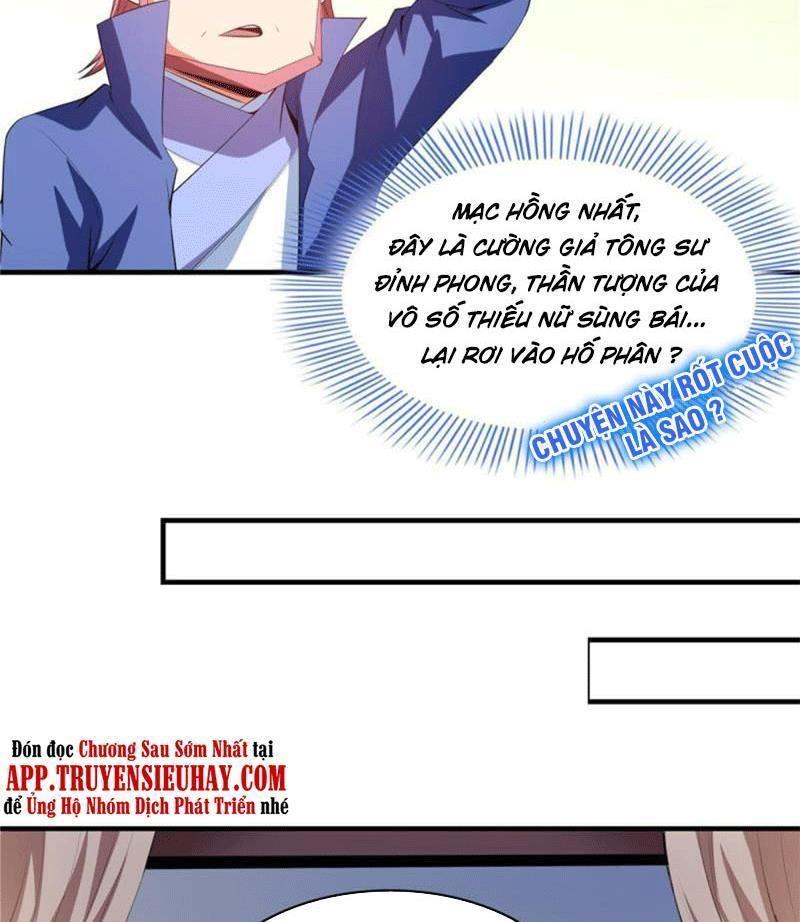 MẠC HỒNG NHẤT,
ĐÂY LÀ CƯỜNG GIẢ TÔNG SƯ
ĐỈNH PHONG, THẦN TƯỢNG CỦA
VÔ SỐ THIẾU NỮ SÙNG BÁI...
LẠI RƠI VÀO HỐ PHÂN ?
CHUYỆN NÀY RỐT CUỘC
LÀ SAO ?
Đón đọc Chương Sau Sớm Nhất tại
APP.TRUYENSIEUHAY.COM
để Ủng Hộ Nhóm Dịch Phát Triển nhé